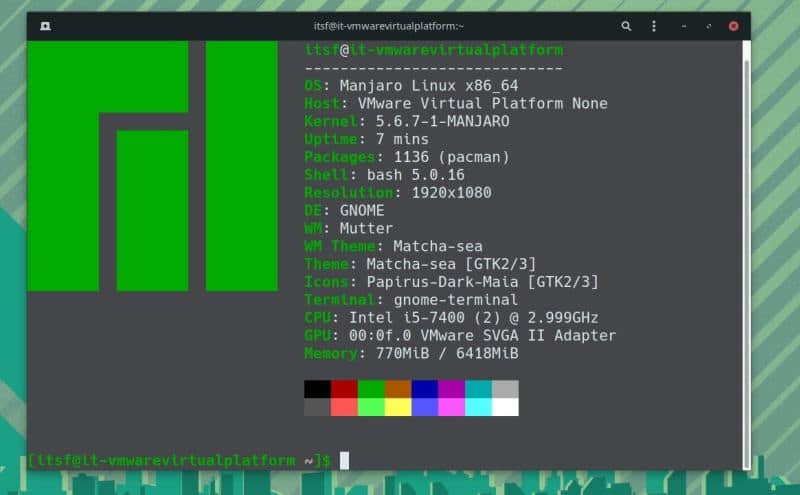 itsf@it-vmwarevirtualplatform:~
itsf@it-vmwarevirtualplatform
-----------------------------
OS: Manjaro Linux x86_64
Host: VMware Virtual Platform None
Kernel: 5.6.7-1-MANJARO
Uptime: 7 mins
Packages: 1136 (pacman)
Shell: bash 5.0.16
Resolution: 1920x1080
DE: GNOME
WM: Mutter
WM Theme: Matcha-sea
Theme: Matcha-sea [GTK2/3]
Icons: Papirus-Dark-Maia [GTK2/3]
Terminal: gnome-terminal
CPU: Intel i5-7400 (2) @ 2.999GHz
GPU: 00:0f.0 VMware SVGA II Adapter
Memory: 770MiB / 6418MiB
[itsf@it-vmwarevirtualplatform ~]$